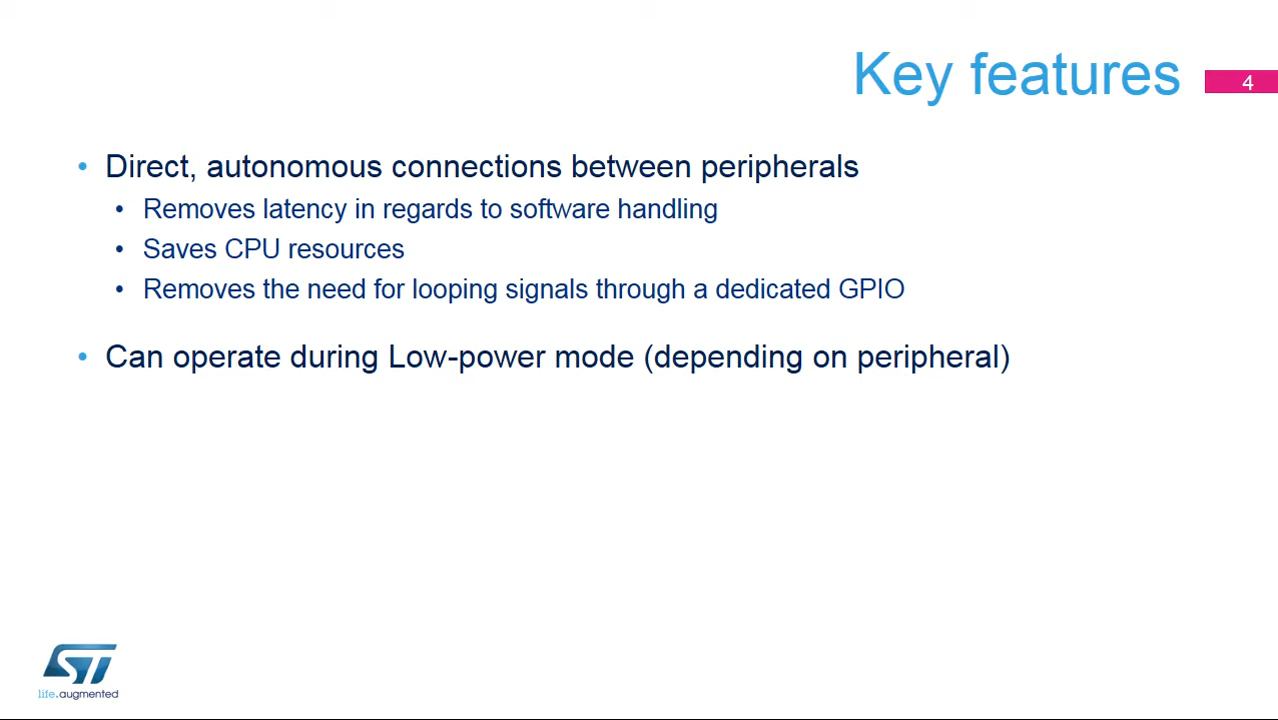 Key features
4
• Direct, autonomous connections between peripherals
• Removes latency in regards to software handling
• Saves CPU resources
• Removes the need for looping signals through a dedicated GPIO
• Can operate during Low-power mode (depending on peripheral)
ST
life.augmented